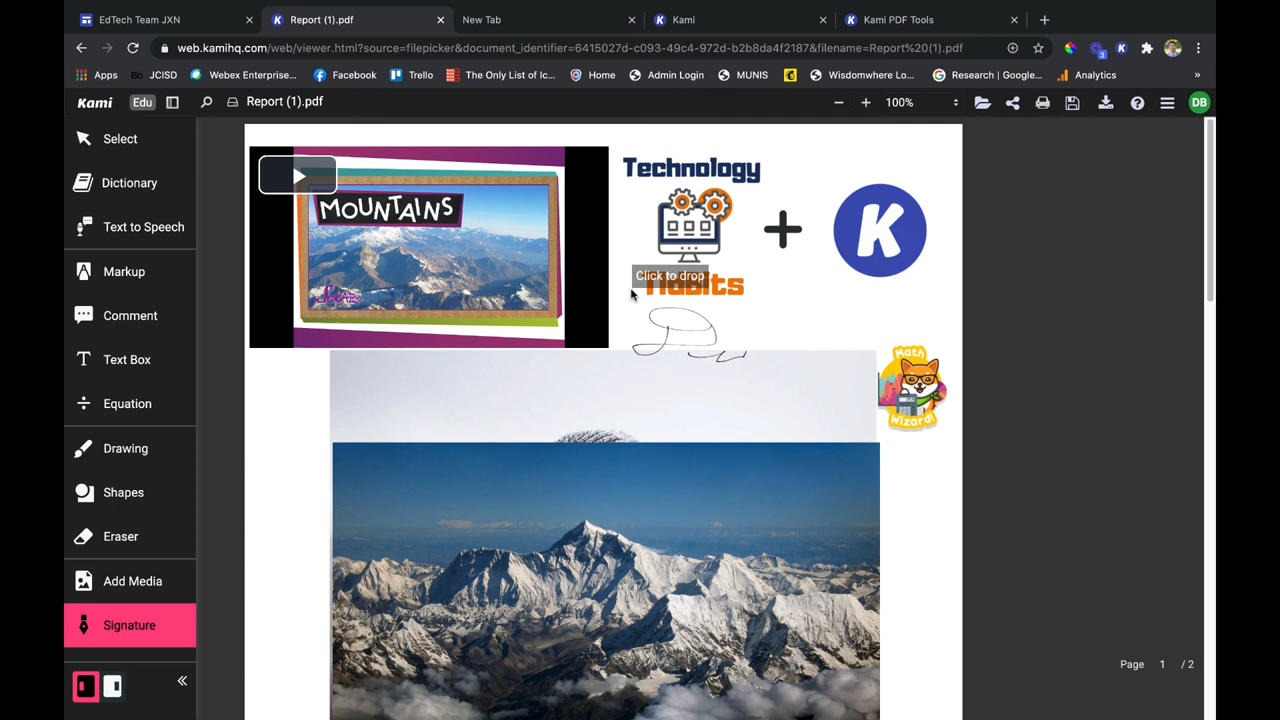 EdTech Team JXN
Report (1).pdf
New Tab
Kami
Kami PDF Tools
web.kamihq.com/web/viewer.html?source=filepicker&document_identifier=6415027d-c093-49c4-972d-b2b8da4f2187&filename=Report%20(1).pdf
3
Apps
Bb JCISD
Webex Enterprise...
Facebook
Trello
The Only List of Ic...
Home
Admin Login
MUNIS
Wisdomwhere Lo...
Research | Google...
Analytics
»
Kami
Edu
Report (1).pdf
100%
DB
Select
Dictionary
Text to Speech
Markup
Comment
Text Box
Equation
Drawing
Shapes
Eraser
Add Media
Signature
MOUNTAINS
Technology
+
K
Click to drop
Habits
Math
Wizard!
Page 1 / 2